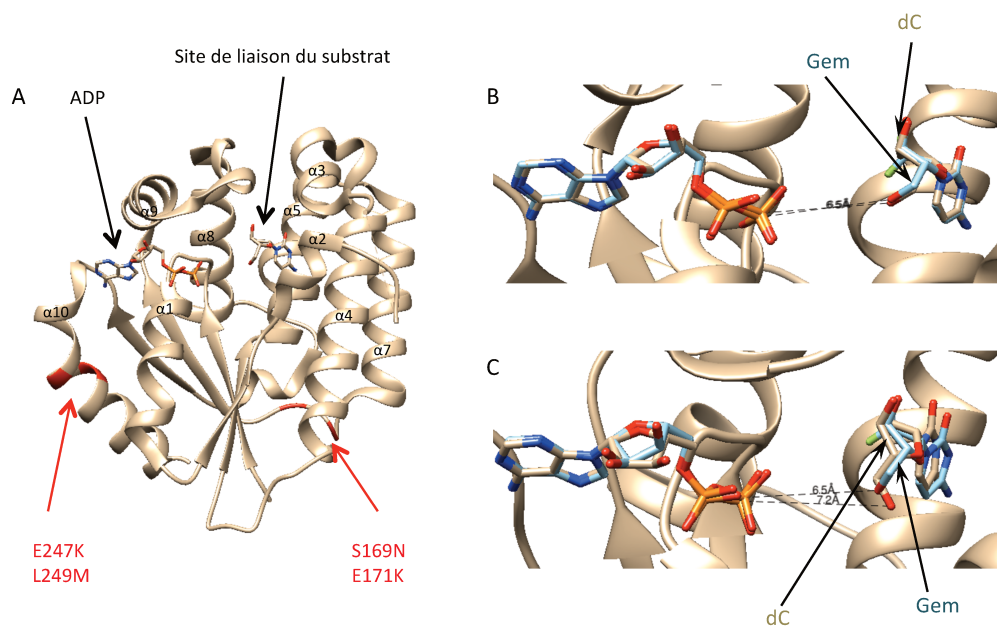 Site de liaison du substrat
A
ADP
α3
α9
α5
α8
α2
α10
α1
α4
α7
E247K
L249M
S169N
E171K
B
dC
Gem
6.5Å
C
6.5Å
7.2Å
dC
Gem